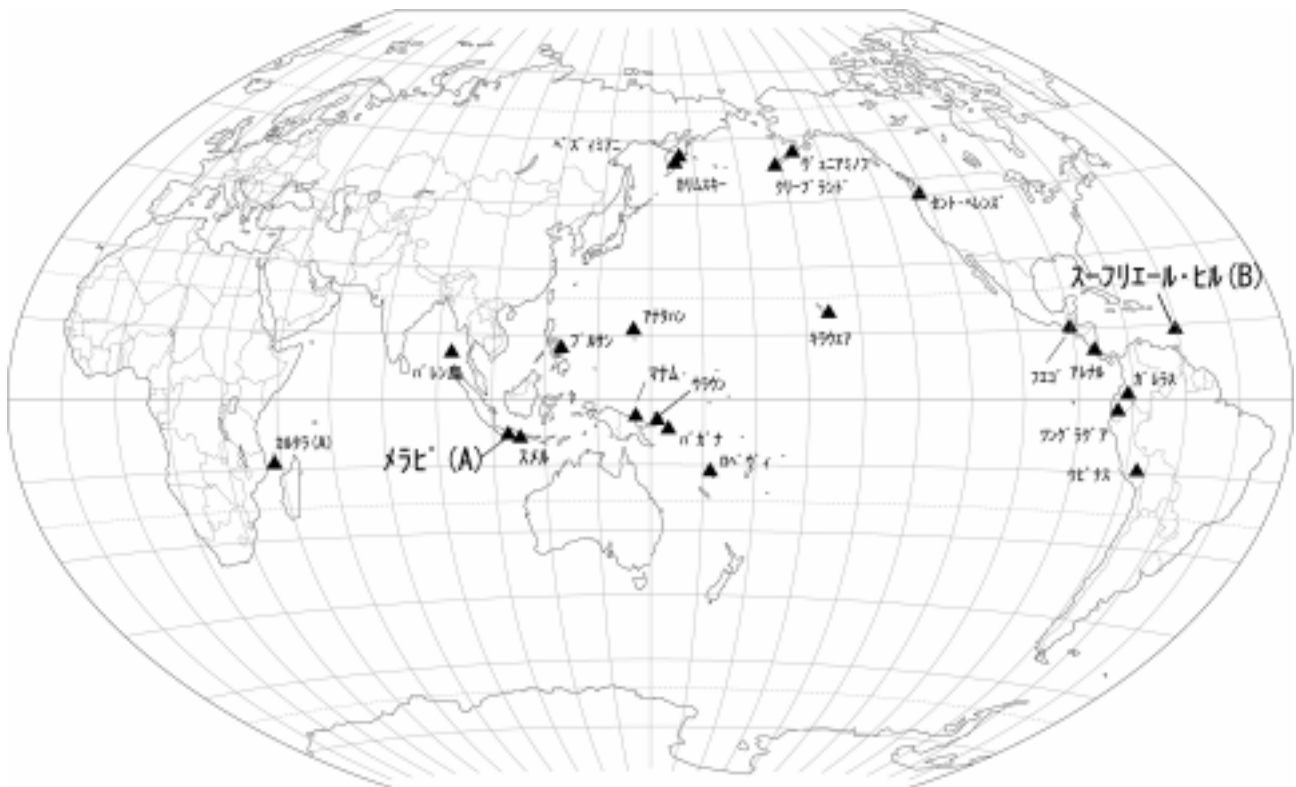 ベズィミアニ
カリムスキー
ヴェニアミノフ
クリーブランド
セント・ヘレンズ
スーフリエール・ヒル(B)
アナタハン
キラウエア
ブルサン
バレン島
フエゴ
アレナル
ガレラス
マナム
ウラウン
バガナ
カルタラ(A)
メラピ(A)
スメル
ロペヴィ
ツングラグア
ウビナス